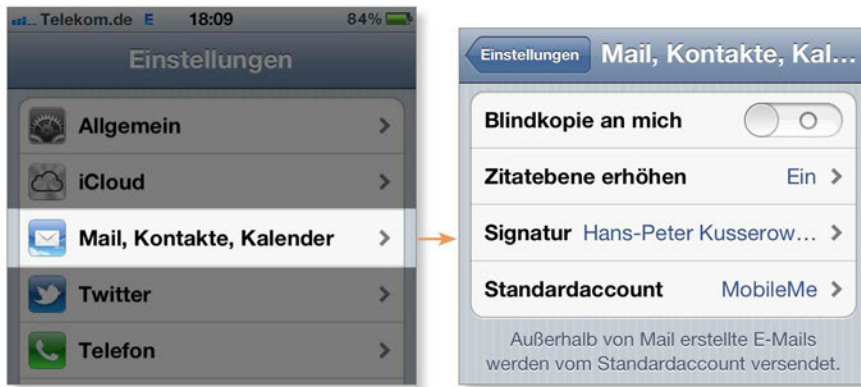 Telekom.de E 18:09 84%
Einstellungen
Allgemein
iCloud
Mail, Kontakte, Kalender
Twitter
Telefon
Einstellungen Mail, Kontakte, Kal...
Blindkopie an mich
Zitatebene erhöhen Ein
Signatur Hans-Peter Kusserow...
Standardaccount MobileMe
Außerhalb von Mail erstellte E-Mails
werden vom Standardaccount versendet.